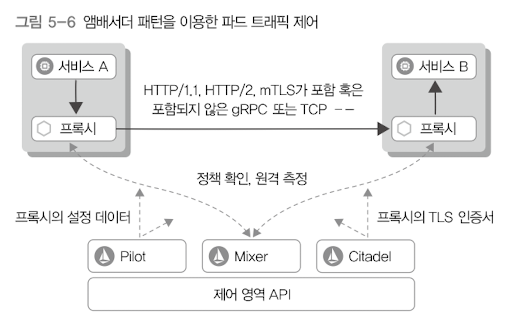 그림 5-6 앰배서더 패턴을 이용한 파드 트래픽 제어
서비스 A
서비스 B
HTTP/1.1, HTTP/2, mTLS가 포함 혹은
포함되지 않은 gRPC 또는 TCP --
프록시
프록시
정책 확인, 원격 측정
프록시의 설정 데이터
프록시의 TLS 인증서
Pilot
Mixer
Citadel
제어 영역 API